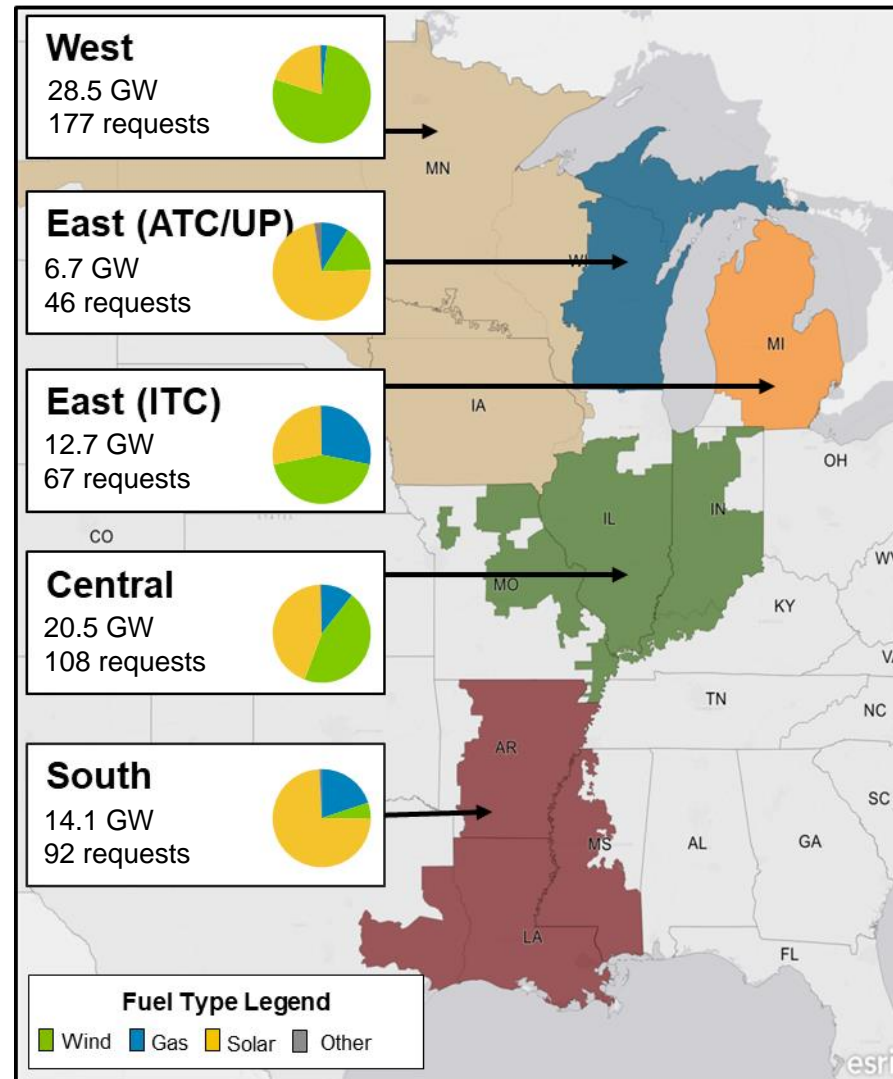 West
28.5 GW
177 requests
East (ATC/UP)
6.7 GW
46 requests
East (ITC)
12.7 GW
67 requests
Central
20.5 GW
108 requests
South
14.1 GW
92 requests
MN
WI
MI
IA
OH
IL
IN
CO
MO
WV
KY
VA
TN
NC
AR
SC
MS
AL
GA
LA
FL
Fuel Type Legend
Wind Gas Solar Other
esri